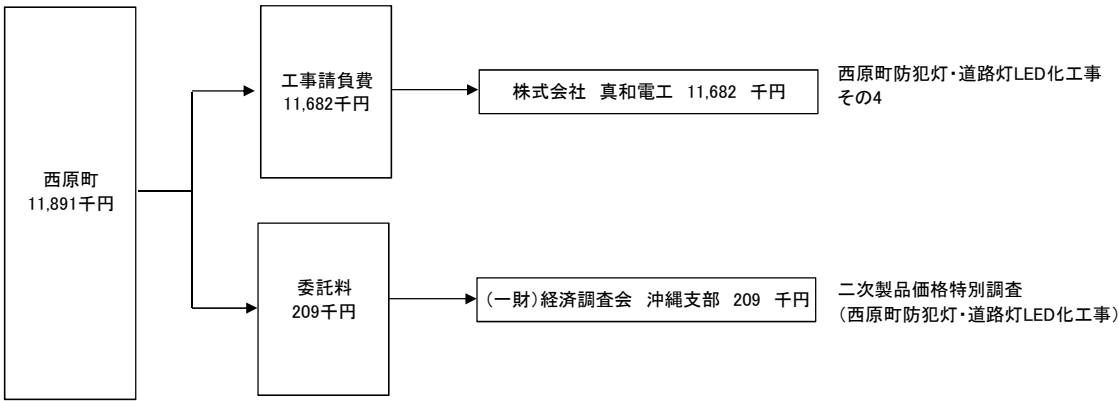 西原町
11,891千円
工事請負費
11,682千円
株式会社 真和電工 11,682 千円
西原町防犯灯・道路灯LED化工事
その4
委託料
209千円
(一財)経済調査会 沖縄支部 209 千円
二次製品価格特別調査
(西原町防犯灯・道路灯LED化工事)